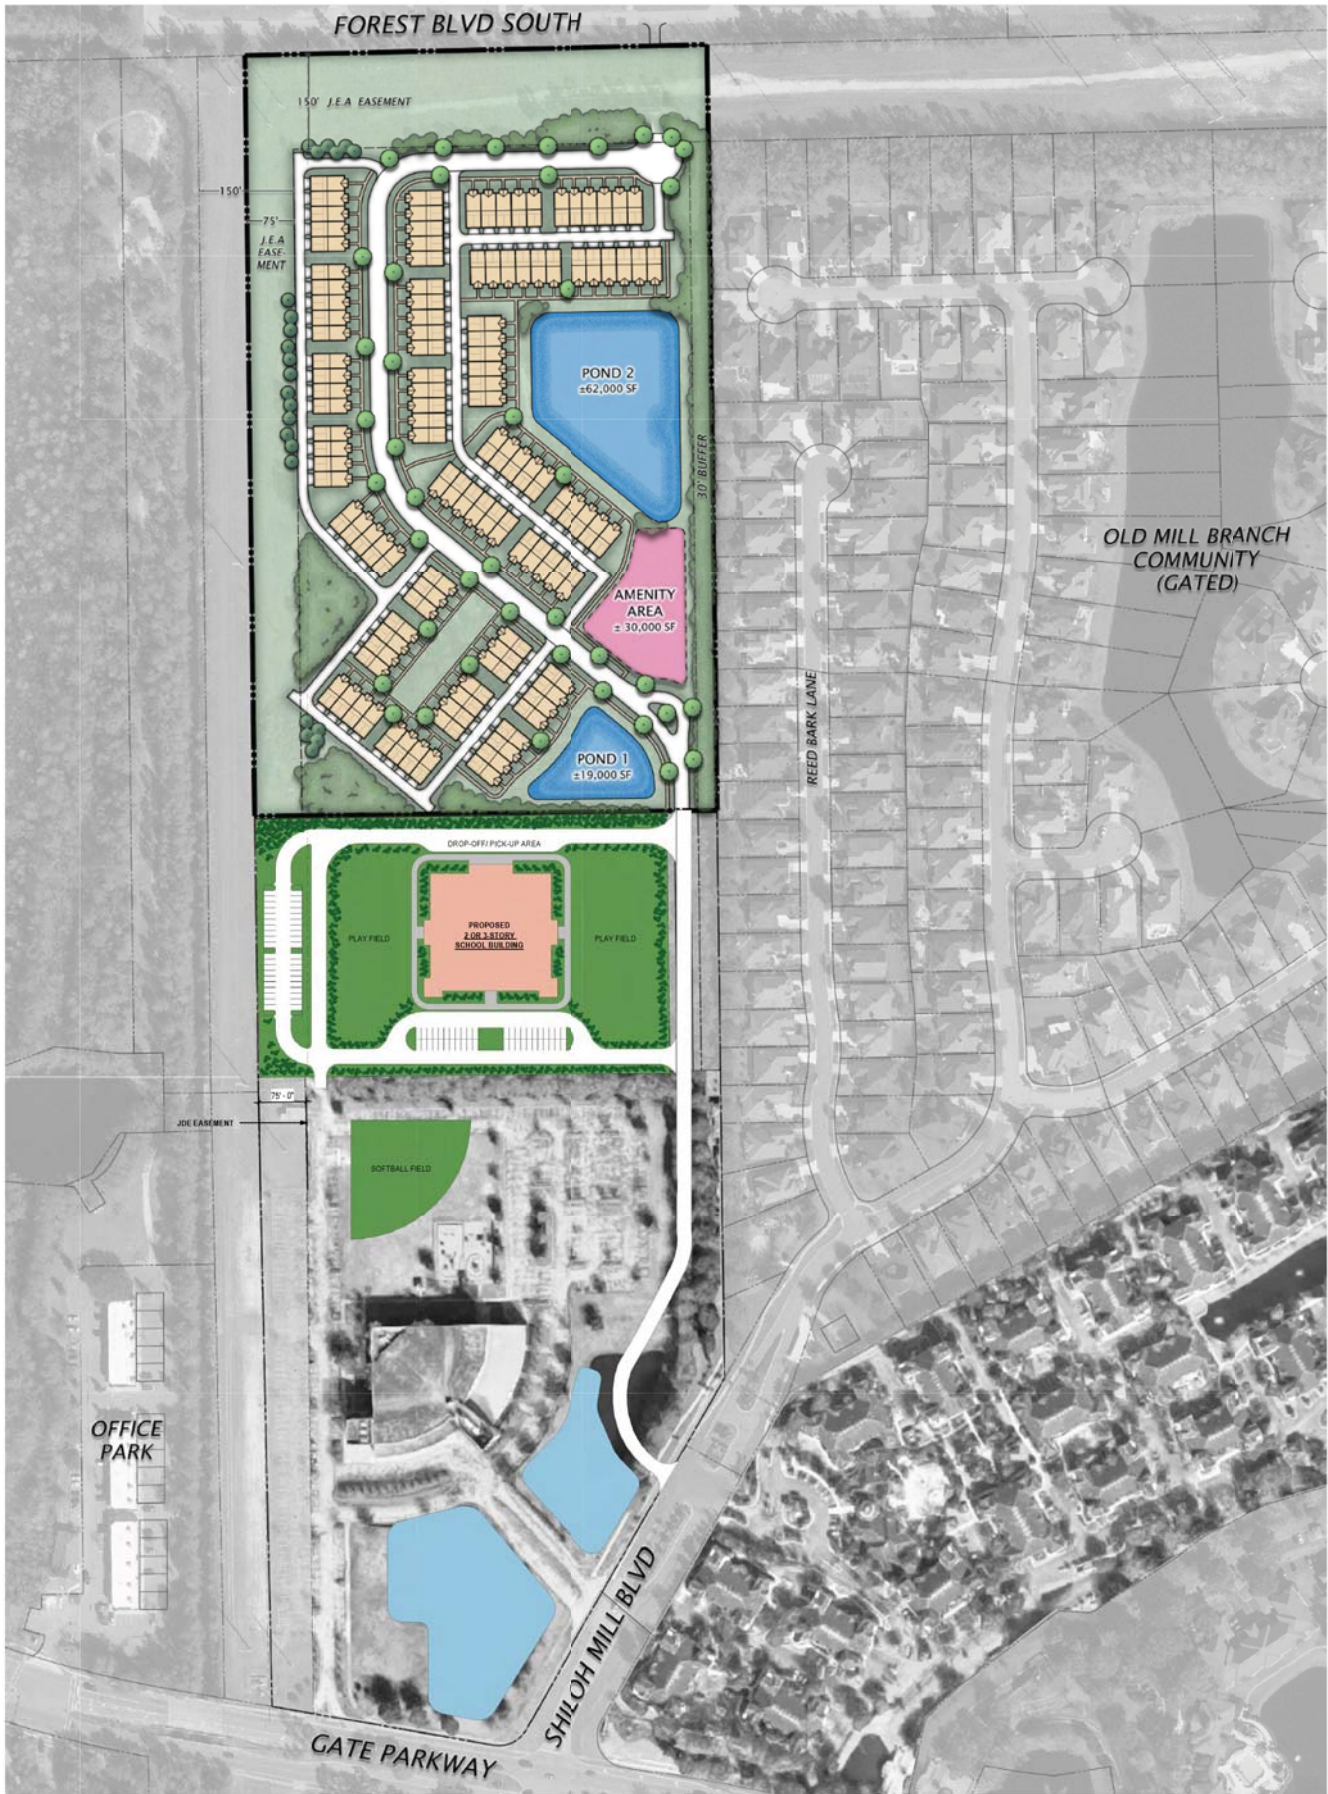 FOREST BLVD SOUTH
150' J.E.A EASEMENT
150'
75'
J.E.A
EASE-
MENT
POND 2
±62,000 SF
30' BUFFER
AMENITY
AREA
± 30,000 SF
OLD MILL BRANCH
COMMUNITY
(GATED)
REED BARK LANE
POND 1
±19,000 SF
DROP-OFF/ PICK-UP AREA
PLAY FIELD
PROPOSED
2 OR 3-STORY
SCHOOL BUILDING
PLAY FIELD
75' - 0"
JDE EASEMENT
SOFTBALL FIELD
OFFICE
PARK
SHILOH MILL BLVD
GATE PARKWAY